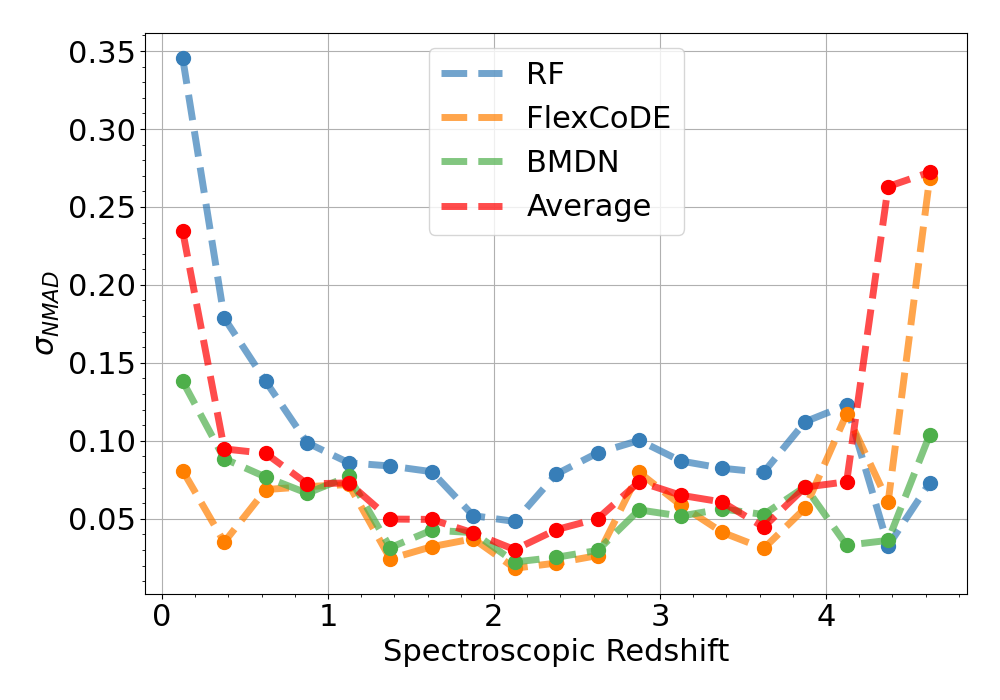 0.35
0.30
0.25
0.20
0.15
0.10
0.05
σNMAD
RF
FlexCoDE
BMDN
Average
0 1 2 3 4
Spectroscopic Redshift